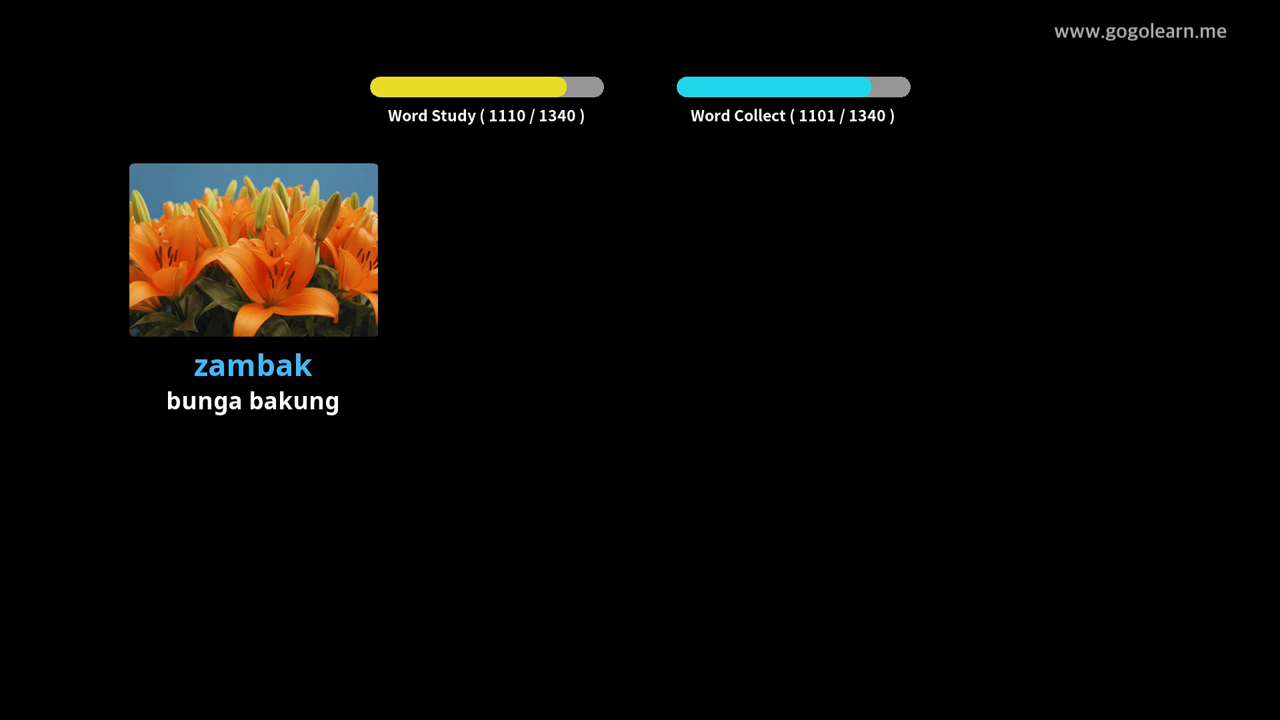 www.gogolearn.me
Word Study ( 1110 / 1340 )
Word Collect ( 1101 / 1340 )
zambak
bunga bakung